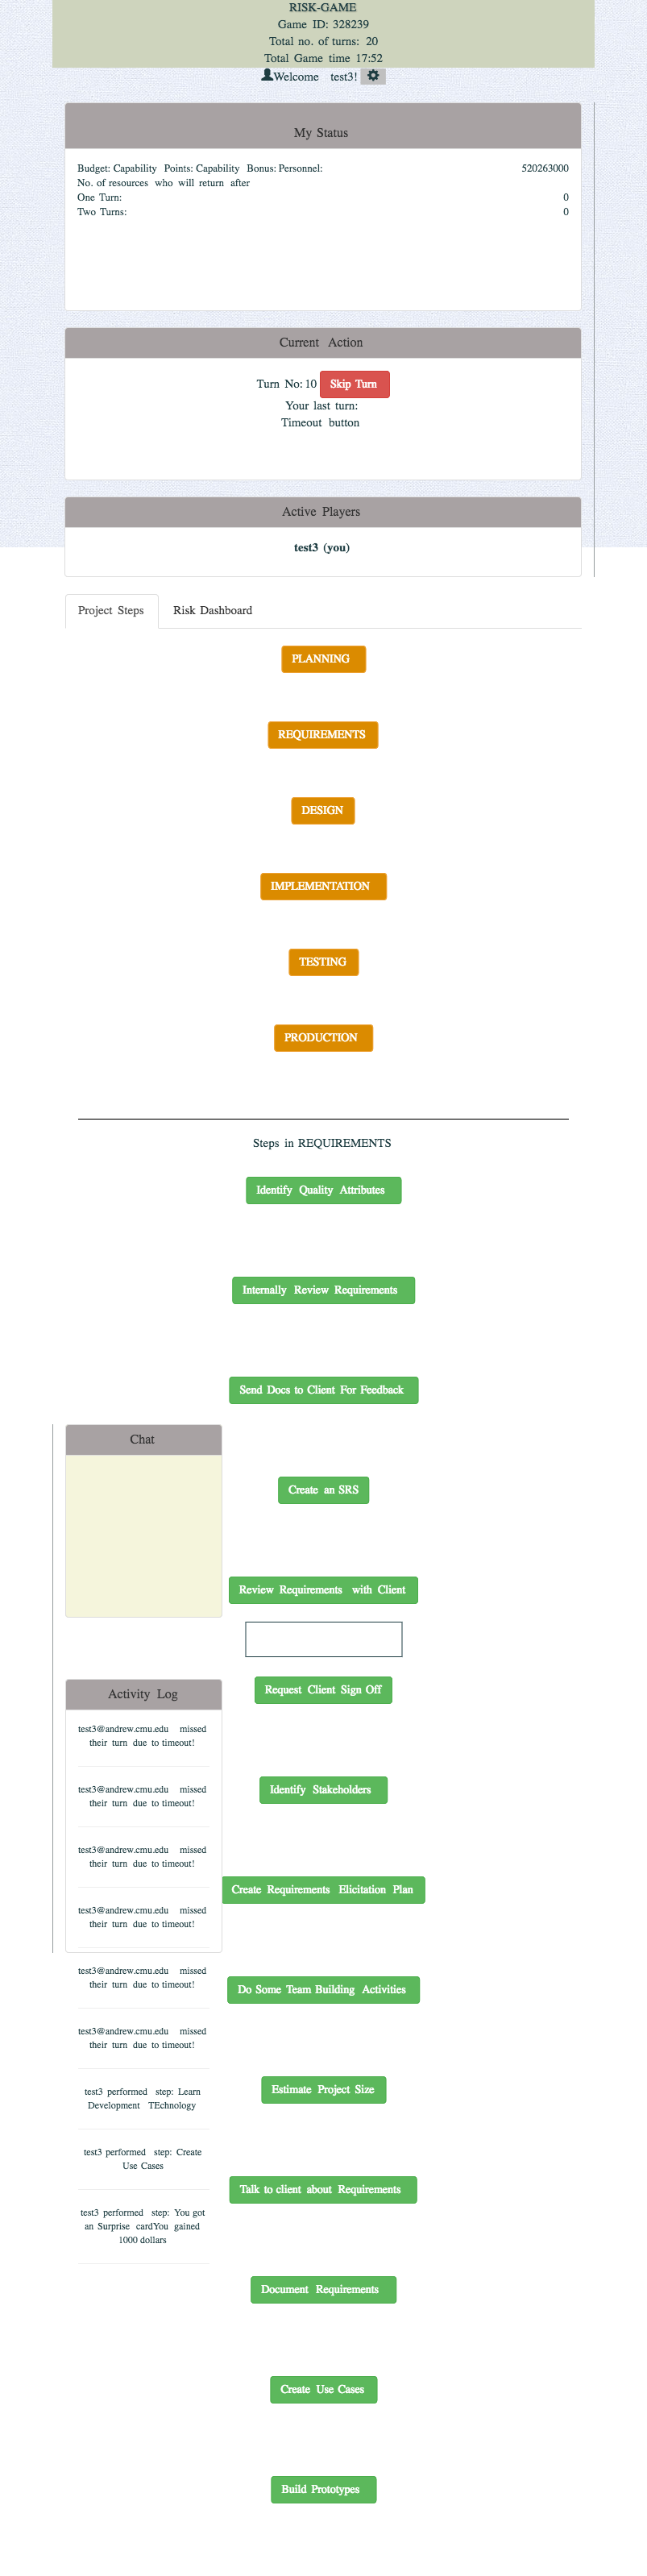 RISK-GAME
Game ID: 328239
Total no. of turns: 20
Total Game time 17:52
Welcome test3!
My Status
Budget: Capability Points: Capability Bonus: Personnel: 520263000
No. of resources who will return after
One Turn: 0
Two Turns: 0
Current Action
Turn No: 10 Skip Turn
Your last turn:
Timeout button
Active Players
test3 (you)
Project Steps Risk Dashboard
PLANNING
REQUIREMENTS
DESIGN
IMPLEMENTATION
TESTING
PRODUCTION
Steps in REQUIREMENTS
Identify Quality Attributes
Internally Review Requirements
Send Docs to Client For Feedback
Create an SRS
Review Requirements with Client
Request Client Sign Off
Identify Stakeholders
Create Requirements Elicitation Plan
Do Some Team Building Activities
Estimate Project Size
Talk to client about Requirements
Document Requirements
Create Use Cases
Build Prototypes
Chat
Activity Log
test3@andrew.cmu.edu missed
their turn due to timeout!
test3@andrew.cmu.edu missed
their turn due to timeout!
test3@andrew.cmu.edu missed
their turn due to timeout!
test3@andrew.cmu.edu missed
their turn due to timeout!
test3@andrew.cmu.edu missed
their turn due to timeout!
test3@andrew.cmu.edu missed
their turn due to timeout!
test3 performed step: Learn
Development TEchnology
test3 performed step: Create
Use Cases
test3 performed step: You got
an Surprise cardYou gained
1000 dollars